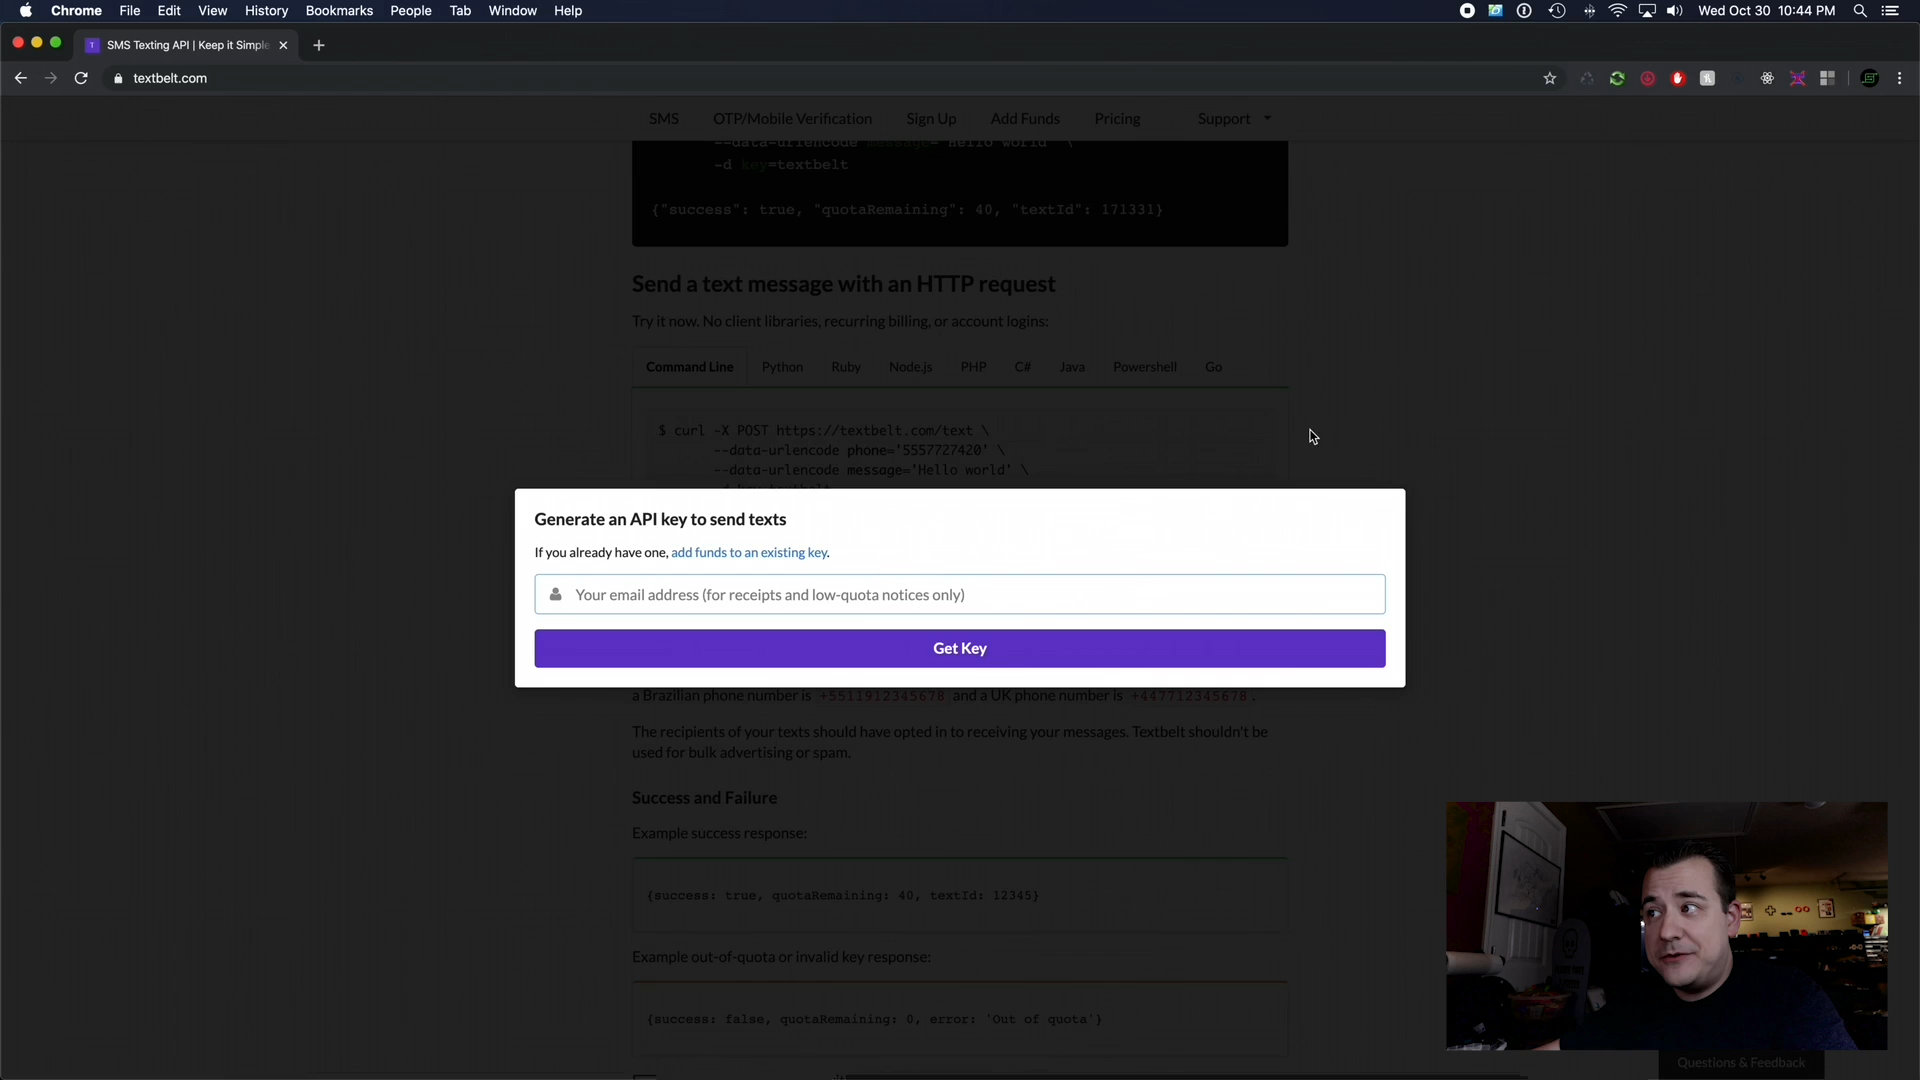 Chrome File Edit View History Bookmarks People Tab Window Help Wed Oct 30 10:44 PM
SMS Texting API | Keep it Simple
textbelt.com
SMS OTP/Mobile Verification Sign Up Add Funds Pricing Support
--data-urlencode message='Hello world' \
-d key=textbelt
{"success": true, "quotaRemaining": 40, "textId": 171331}
Send a text message with an HTTP request
Try it now. No client libraries, recurring billing, or account logins:
Command Line Python Ruby Node.js PHP C# Java Powershell Go
$ curl -X POST https://textbelt.com/text \
--data-urlencode phone='5557727420' \
--data-urlencode message='Hello world' \
Generate an API key to send texts
If you already have one, add funds to an existing key.
Your email address (for receipts and low-quota notices only)
Get Key
a Brazilian phone number is +5511912345678 and a UK phone number is +447712345678.
The recipients of your texts should have opted in to receiving your messages. Textbelt shouldn't be
used for bulk advertising or spam.
Success and Failure
Example success response:
{success: true, quotaRemaining: 40, textId: 12345}
Example out-of-quota or invalid key response:
{success: false, quotaRemaining: 0, error: 'Out of quota'}
Questions & Feedback